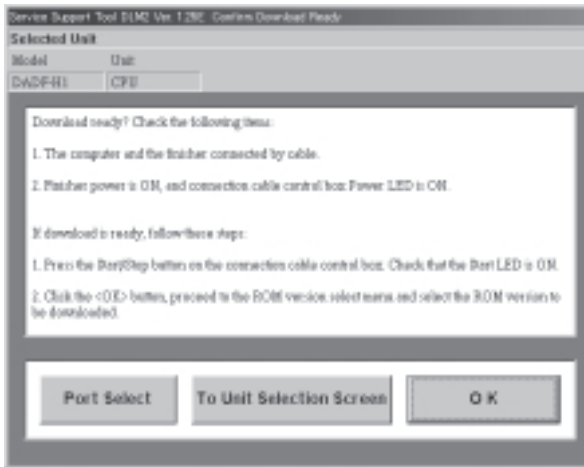 Service Support Tool DLM2 Ver. 1.29E Confirm Download Ready
Selected Unit
Model Unit
DADF-H1 CPU
Download ready? Check the following items:
1. The computer and the finisher connected by cable.
2. Finisher power is ON, and connection cable control box Power LED is ON.
If download is ready, follow these steps:
1. Press the Start/Stop button on the connection cable control box. Check that the Start LED is ON.
2. Click the <OK> button, proceed to the ROM version select menu and select the ROM version to
be downloaded.
Port Select To Unit Selection Screen O K